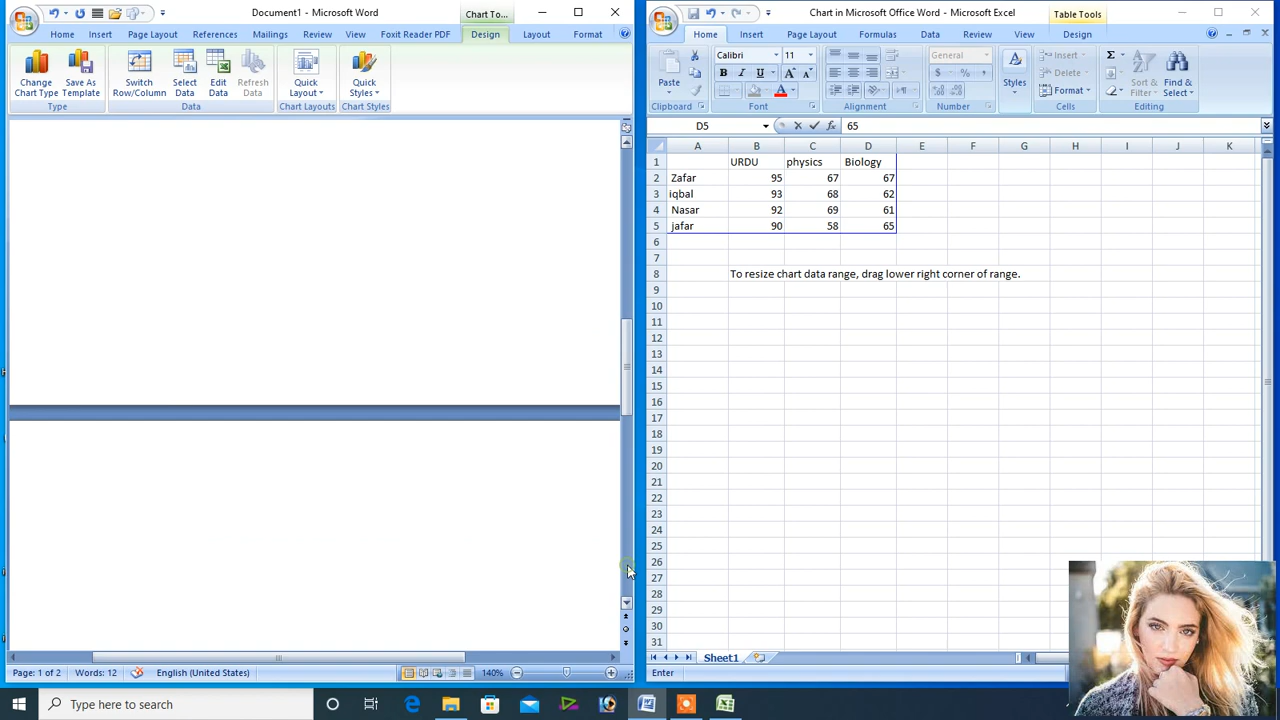 Document1 - Microsoft Word
Chart To...
Home Insert Page Layout References Mailings Review View Foxit Reader PDF Design Layout Format
Change Chart Type
Save As Template
Switch Row/Column
Select Data
Edit Data
Refresh Data
Quick Layout
Quick Styles
Type Data Chart Layouts Chart Styles
Page: 1 of 2 Words: 12 English (United States) 140%
Chart in Microsoft Office Word - Microsoft Excel
Table Tools
Home Insert Page Layout Formulas Data Review View Design
Paste
Calibri 11
B I U A A
A
General
$ % ,
Styles
Insert
Delete
Format
Σ
Sort & Filter
Find & Select
Clipboard Font Alignment Number Cells Editing
D5 fx 65
A B C D E F G H I J K
1 URDU physics Biology
2 Zafar 95 67 67
3 iqbal 93 68 62
4 Nasar 92 69 61
5 jafar 90 58 65
6
7
8 To resize chart data range, drag lower right corner of range.
9
10
11
12
13
14
15
16
17
18
19
20
21
22
23
24
25
26
27
28
29
30
31
Sheet1
Enter
Type here to search